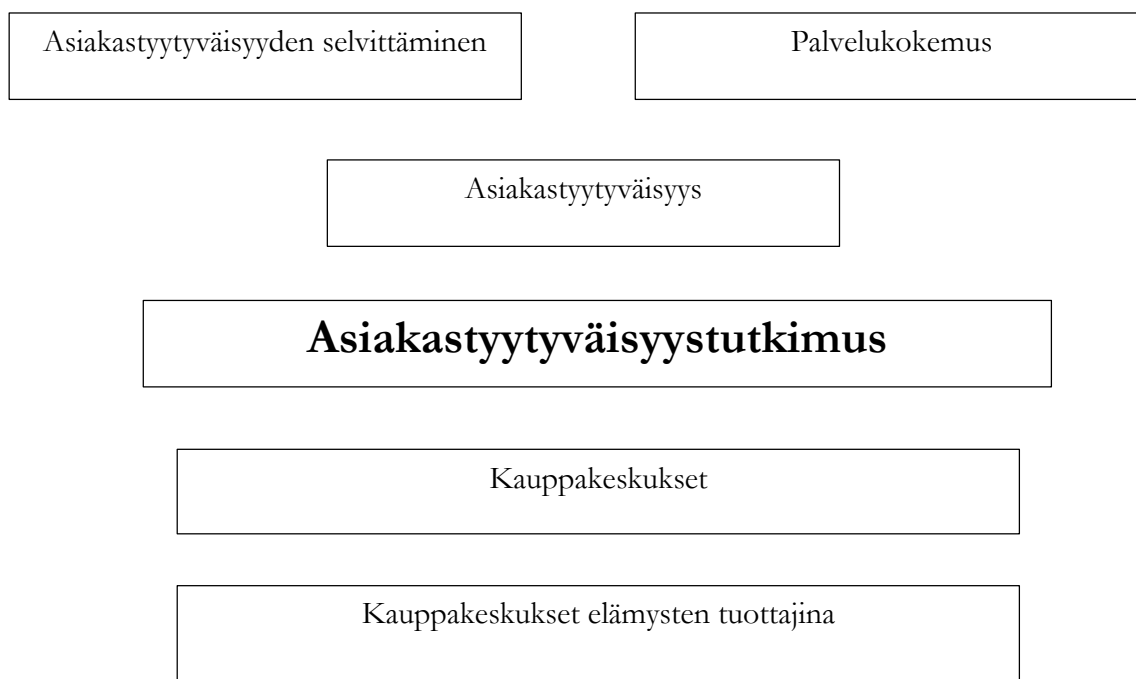 Asiakastyytyväisyyden selvittäminen
Palvelukokemus
Asiakastyytyväisyys
Asiakastyytyväisyystutkimus
Kauppakeskukset
Kauppakeskukset elämysten tuottajina